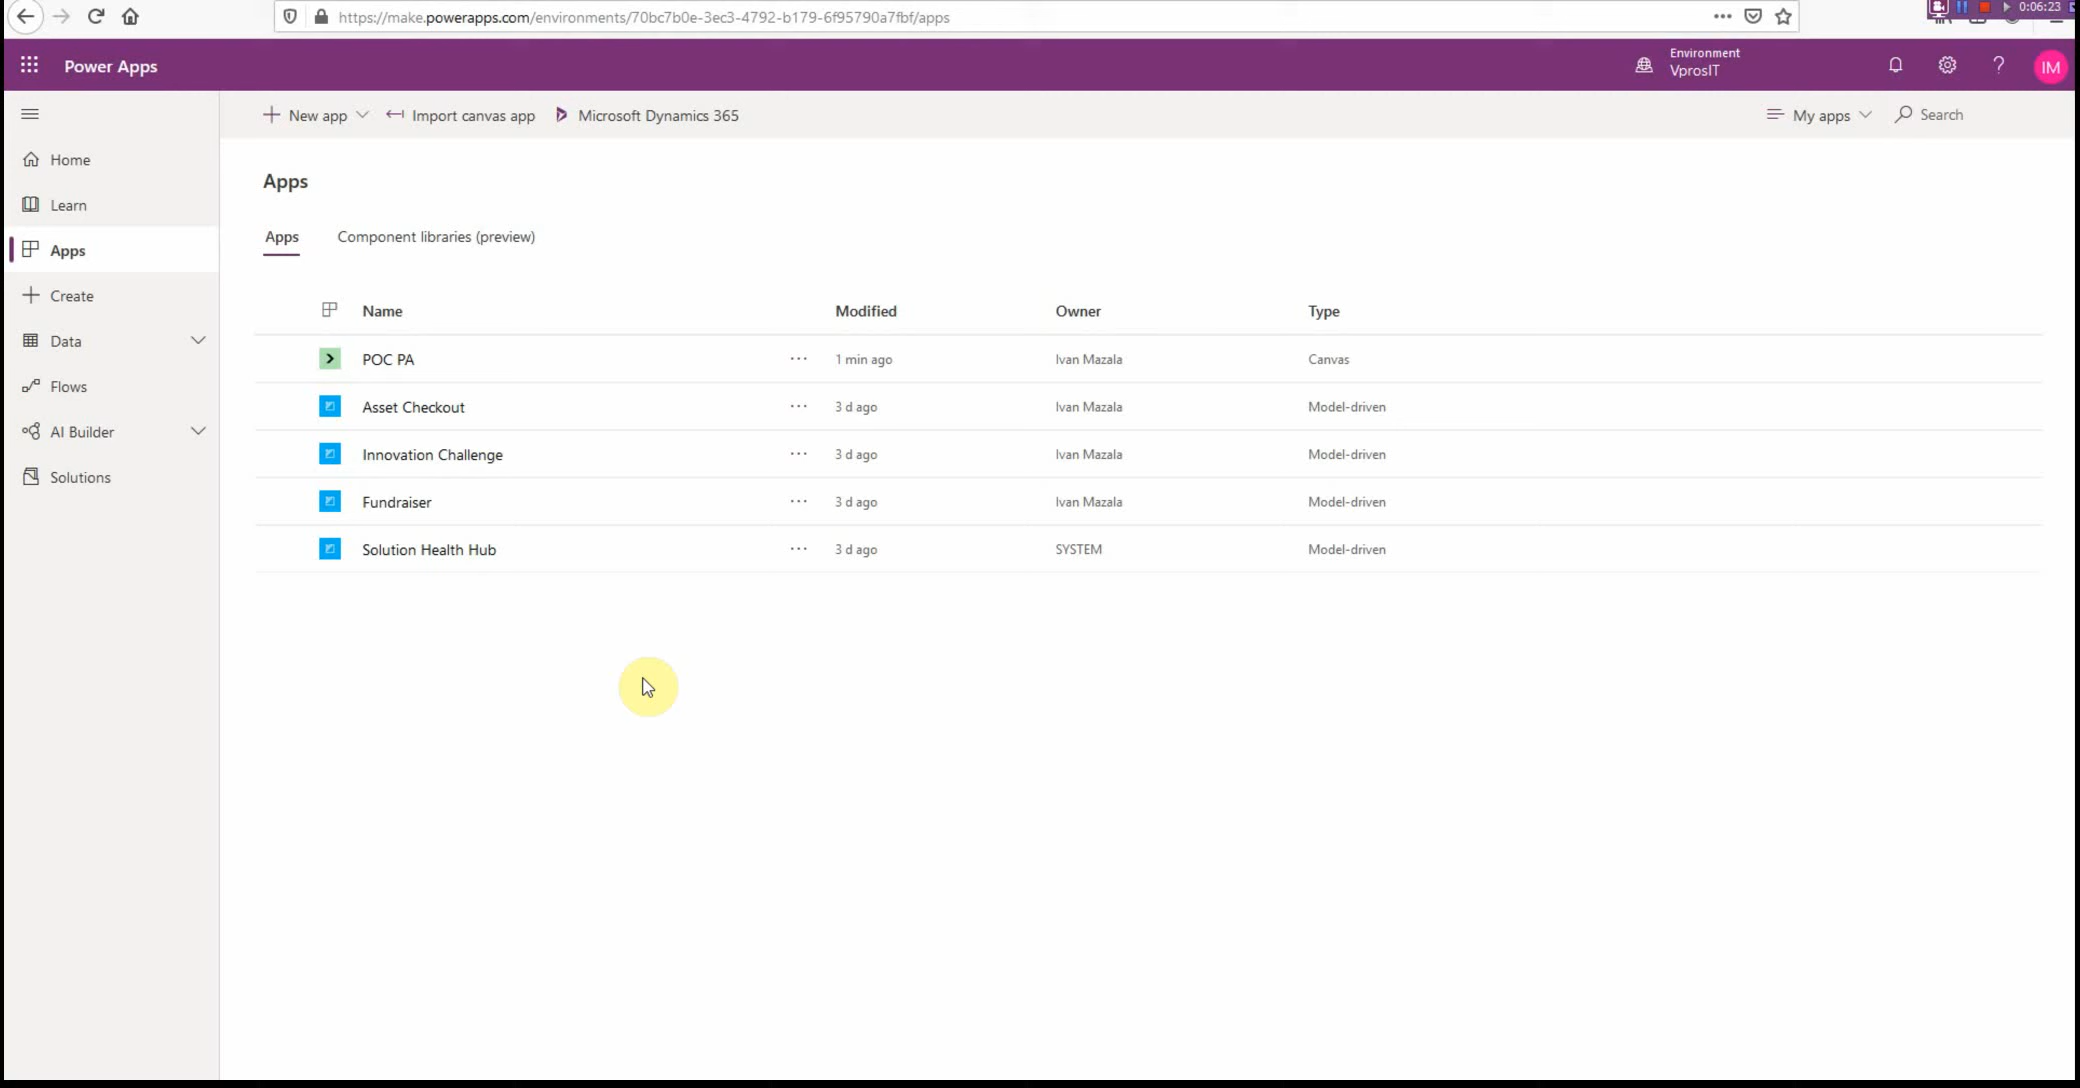 https://make.powerapps.com/environments/70bc7b0e-3ec3-4792-b179-6f95790a7fbf/apps
0:06:23
Power Apps
Environment
VprosIT
?
IM
New app
Import canvas app
Microsoft Dynamics 365
My apps
Search
Home
Learn
Apps
Create
Data
Flows
AI Builder
Solutions
Apps
Apps Component libraries (preview)
Name Modified Owner Type
POC PA ... 1 min ago Ivan Mazala Canvas
Asset Checkout ... 3 d ago Ivan Mazala Model-driven
Innovation Challenge ... 3 d ago Ivan Mazala Model-driven
Fundraiser ... 3 d ago Ivan Mazala Model-driven
Solution Health Hub ... 3 d ago SYSTEM Model-driven